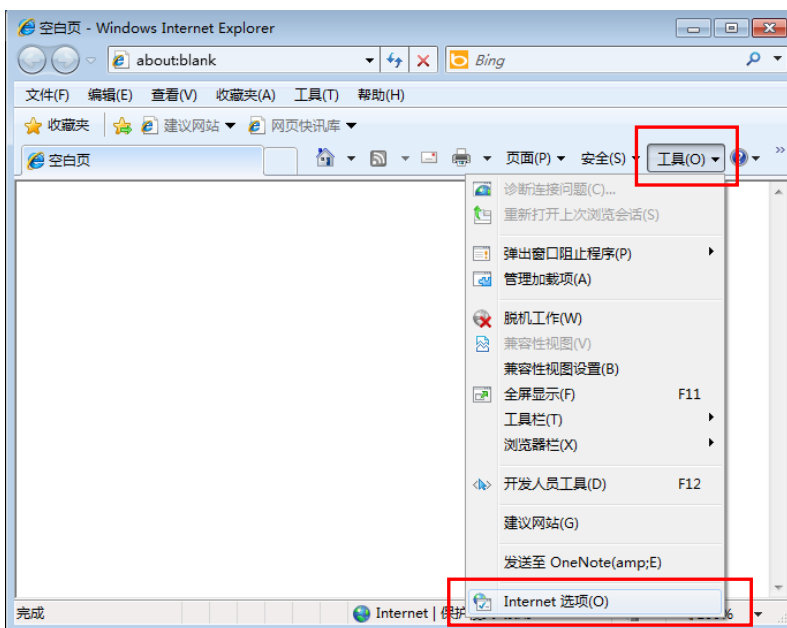 空白页 - Windows Internet Explorer
about:blank
Bing
文件(F) 编辑(E) 查看(V) 收藏夹(A) 工具(T) 帮助(H)
收藏夹 建议网站 网页快讯库
空白页 页面(P) 安全(S) 工具(O)
诊断连接问题(C)...
重新打开上次浏览会话(S)
弹出窗口阻止程序(P)
管理加载项(A)
脱机工作(W)
兼容性视图(V)
兼容性视图设置(B)
全屏显示(F) F11
工具栏(T)
浏览器栏(X)
开发人员工具(D) F12
建议网站(G)
发送至 OneNote(amp;E)
Internet 选项(O)
完成 Internet | 保护 %